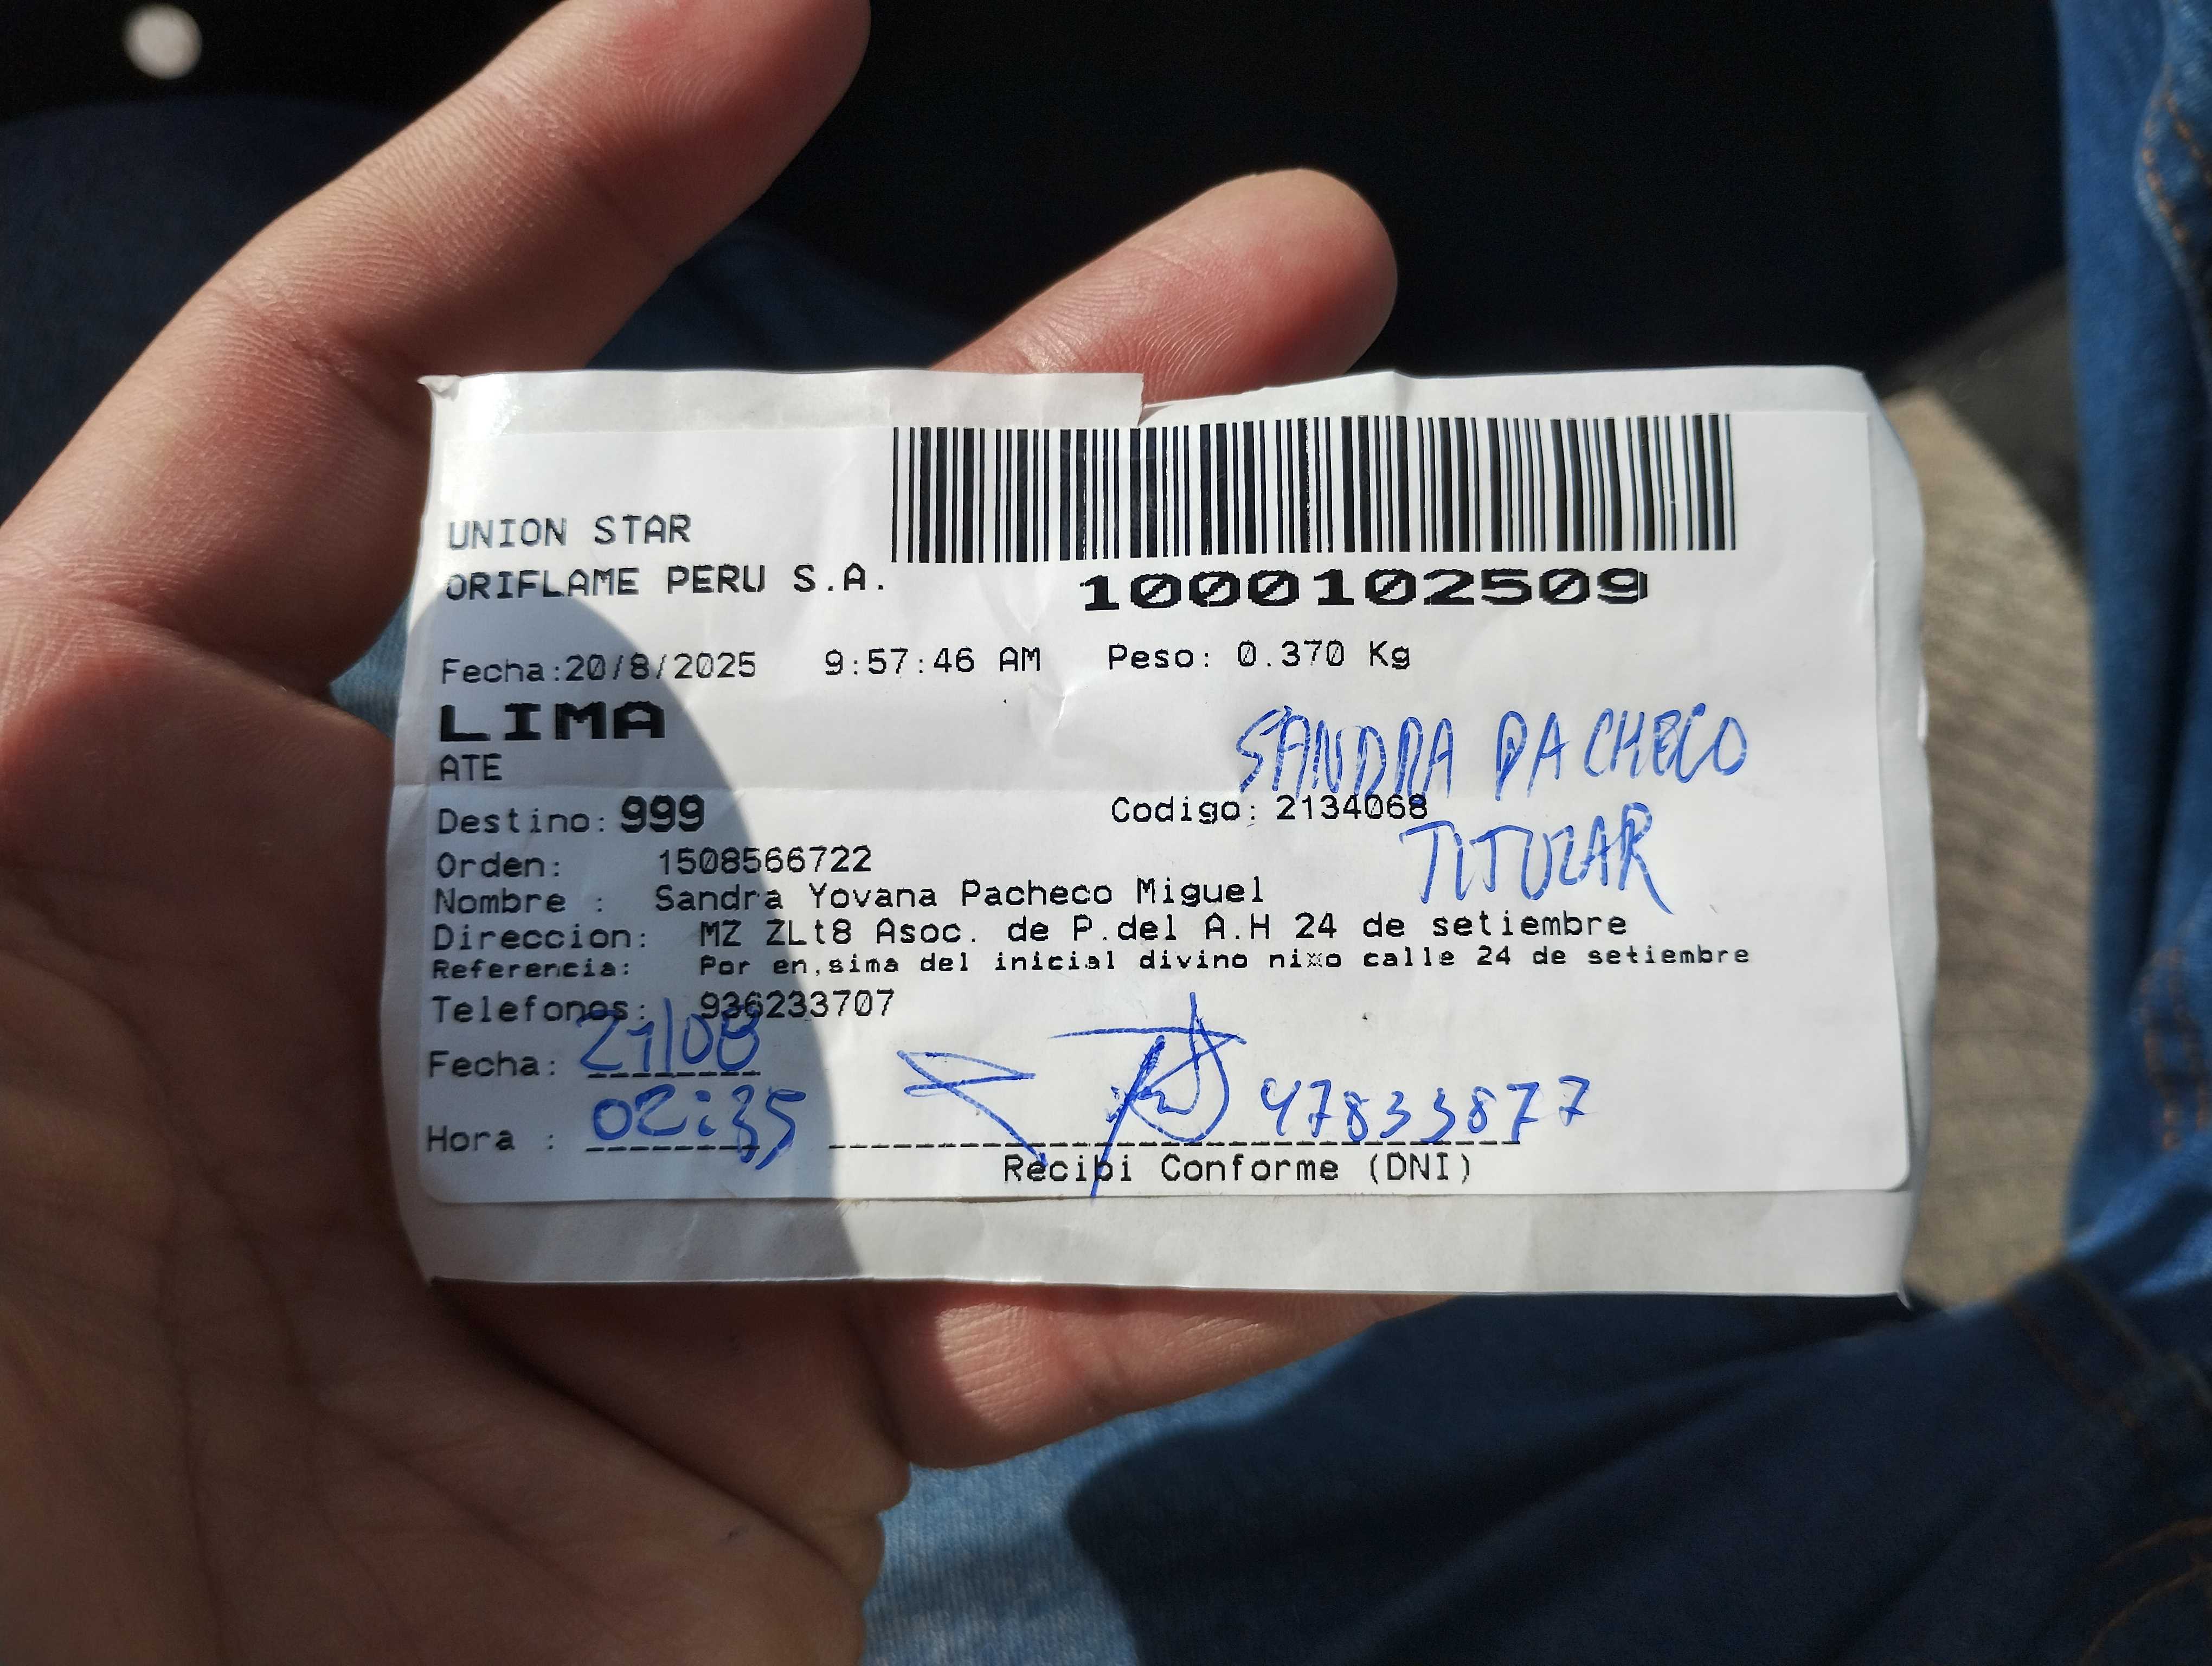 UNION STAR
ORIFLAME PERU S.A.
1000102509
Fecha:20/8/2025 9:57:46 AM Peso: 0.370 Kg
LIMA
ATE
SANDRA PACHECO
Destino: 999 Codigo: 2134068
TITULAR
Orden: 1508566722
Nombre : Sandra Yovana Pacheco Miguel
Direccion: MZ ZLt8 Asoc. de P.del A.H 24 de setiembre
Referencia: Por en,sima del inicial divino nixo calle 24 de setiembre
Telefonos: 936233707
Fecha: 21/08
Hora : 02:35 47833877
Recibi Conforme (DNI)